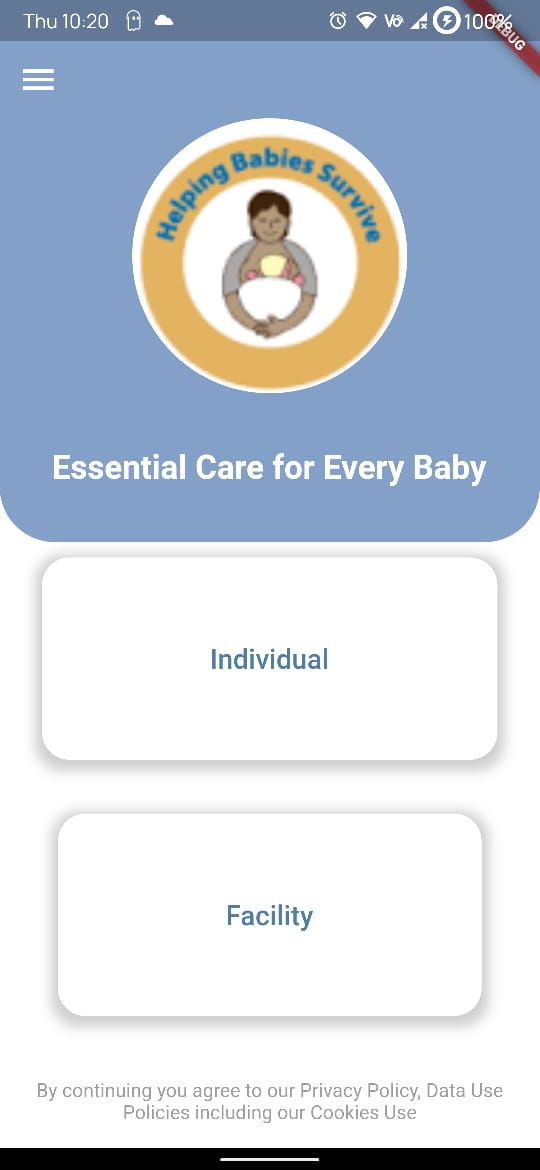 Thu 10:20
Vo 100%
DEBUG
Helping Babies Survive
Essential Care for Every Baby
Individual
Facility
By continuing you agree to our Privacy Policy, Data Use
Policies including our Cookies Use